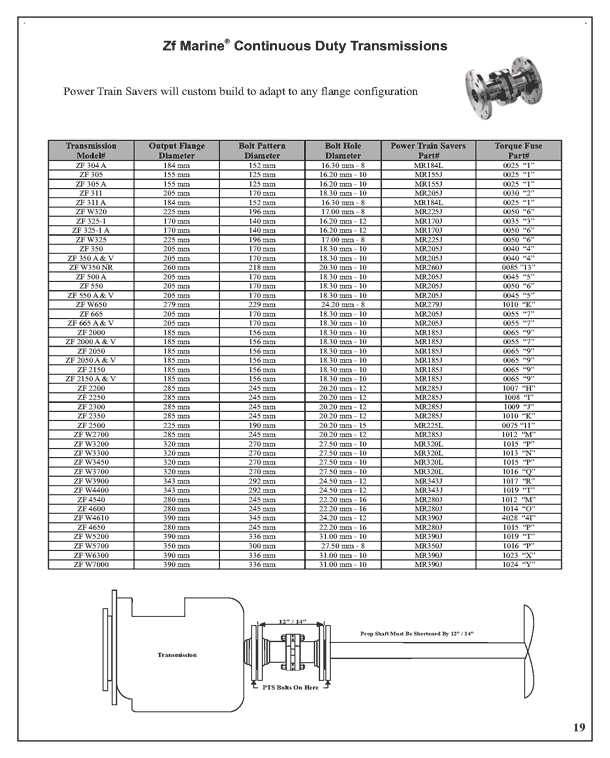 Zf Marine® Continuous Duty Transmissions
Power Train Savers will custom build to adapt to any flange configuration
Transmission Model# Output Flange Diameter Bolt Pattern Diameter Bolt Hole Diameter Power Train Savers Part# Torque Fuse Part#
ZF 304 A 184 mm 152 mm 16.30 mm - 8 MR184L 0025 "1"
ZF 305 155 mm 125 mm 16.20 mm - 10 MR155J 0025 "1"
ZF 305 A 155 mm 125 mm 16.20 mm - 10 MR155J 0025 "1"
ZF 311 205 mm 170 mm 18.30 mm - 10 MR205J 0030 "2"
ZF 311 A 184 mm 152 mm 16.30 mm - 8 MR184L 0025 "1"
ZF W320 225 mm 196 mm 17.00 mm - 8 MR225J 0050 "6"
ZF 325-1 170 mm 140 mm 16.20 mm - 12 MR170J 0035 "3"
ZF 325-1 A 170 mm 140 mm 16.20 mm - 12 MR170J 0050 "6"
ZF W325 225 mm 196 mm 17.00 mm - 8 MR225J 0050 "6"
ZF 350 205 mm 170 mm 18.30 mm - 10 MR205J 0040 "4"
ZF 350 A & V 205 mm 170 mm 18.30 mm - 10 MR205J 0040 "4"
ZF W350 NR 260 mm 218 mm 20.30 mm - 10 MR260J 0085 "13"
ZF 500 A 205 mm 170 mm 18.30 mm - 10 MR205J 0045 "5"
ZF 550 205 mm 170 mm 18.30 mm - 10 MR205J 0050 "6"
ZF 550 A & V 205 mm 170 mm 18.30 mm - 10 MR205J 0045 "5"
ZF W650 279 mm 229 mm 24.20 mm - 8 MR279J 1010 "K"
ZF 665 205 mm 170 mm 18.30 mm - 10 MR205J 0055 "7"
ZF 665 A & V 205 mm 170 mm 18.30 mm - 10 MR205J 0055 "7"
ZF 2000 185 mm 156 mm 18.30 mm - 10 MR185J 0065 "9"
ZF 2000 A & V 185 mm 156 mm 18.30 mm - 10 MR185J 0055 "7"
ZF 2050 185 mm 156 mm 18.30 mm - 10 MR185J 0065 "9"
ZF 2050 A & V 185 mm 156 mm 18.30 mm - 10 MR185J 0065 "9"
ZF 2150 185 mm 156 mm 18.30 mm - 10 MR185J 0065 "9"
ZF 2150 A & V 185 mm 156 mm 18.30 mm - 10 MR185J 0065 "9"
ZF 2200 285 mm 245 mm 20.20 mm - 12 MR285J 1007 "H"
ZF 2250 285 mm 245 mm 20.20 mm - 12 MR285J 1008 "I"
ZF 2300 285 mm 245 mm 20.20 mm - 12 MR285J 1009 "J"
ZF 2350 285 mm 245 mm 20.20 mm - 12 MR285J 1010 "K"
ZF 2500 225 mm 190 mm 20.20 mm - 15 MR225L 0075 "11"
ZF W2700 285 mm 245 mm 20.20 mm - 12 MR285J 1012 "M"
ZF W3200 320 mm 270 mm 27.50 mm - 10 MR320L 1015 "P"
ZF W3300 320 mm 270 mm 27.50 mm - 10 MR320L 1013 "N"
ZF W3450 320 mm 270 mm 27.50 mm - 10 MR320L 1015 "P"
ZF W3700 320 mm 270 mm 27.50 mm - 10 MR320L 1016 "Q"
ZF W3900 343 mm 292 mm 24.50 mm - 12 MR343J 1017 "R"
ZF W4400 343 mm 292 mm 24.50 mm - 12 MR343J 1019 "T"
ZF 4540 280 mm 245 mm 22.20 mm - 16 MR280J 1012 "M"
ZF 4600 280 mm 245 mm 22.20 mm - 16 MR280J 1014 "O"
ZF W4610 390 mm 345 mm 24.20 mm - 12 MR390J 4028 "4I"
ZF 4650 280 mm 245 mm 22.20 mm - 16 MR280J 1015 "P"
ZF W5200 390 mm 336 mm 31.00 mm - 10 MR390J 1019 "T"
ZF W5700 350 mm 300 mm 27.50 mm - 8 MR350J 1016 "P"
ZF W6300 390 mm 336 mm 31.00 mm - 10 MR390J 1023 "X"
ZF W7000 390 mm 336 mm 31.00 mm - 10 MR390J 1024 "Y"
12" / 14"
Prop Shaft Must Be Shortened By 12" / 14"
Transmission
PTS Bolts On Here
19